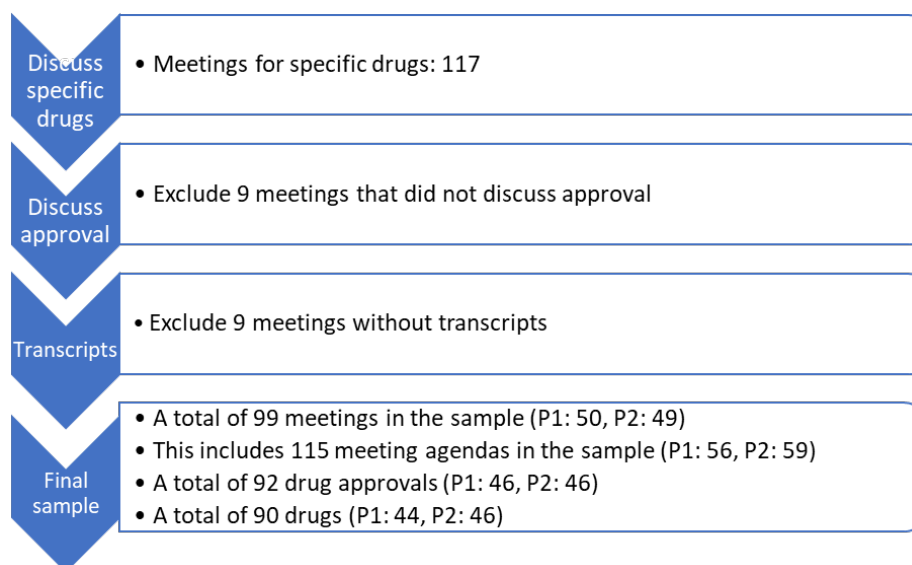 Discuss
specific
drugs
• Meetings for specific drugs: 117
Discuss
approval
• Exclude 9 meetings that did not discuss approval
Transcripts
• Exclude 9 meetings without transcripts
Final
sample
• A total of 99 meetings in the sample (P1: 50, P2: 49)
• This includes 115 meeting agendas in the sample (P1: 56, P2: 59)
• A total of 92 drug approvals (P1: 46, P2: 46)
• A total of 90 drugs (P1: 44, P2: 46)